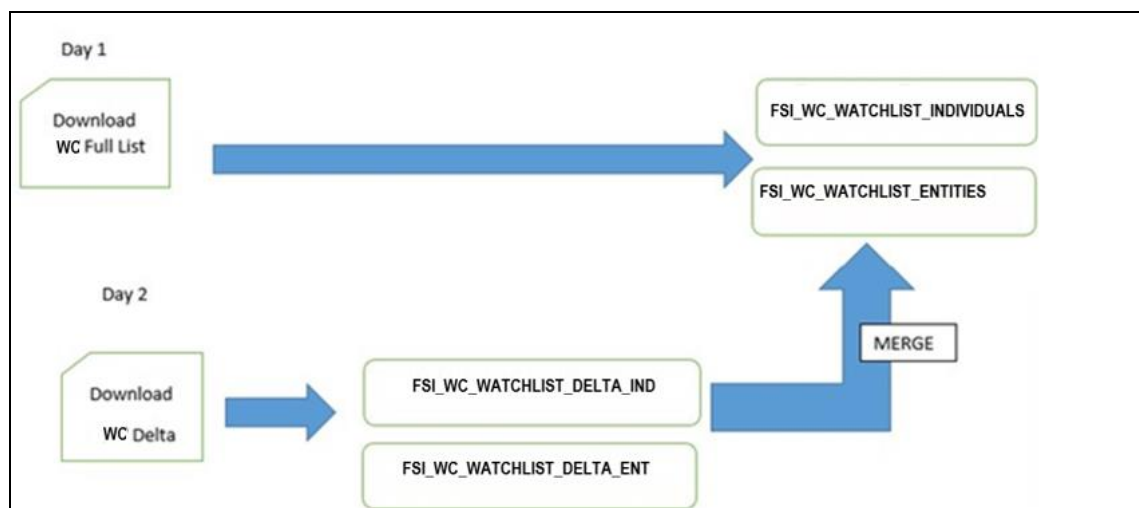 Day 1
Download
WC Full List
FSI_WC_WATCHLIST_INDIVIDUALS
FSI_WC_WATCHLIST_ENTITIES
Day 2
Download
WC Delta
FSI_WC_WATCHLIST_DELTA_IND
FSI_WC_WATCHLIST_DELTA_ENT
MERGE